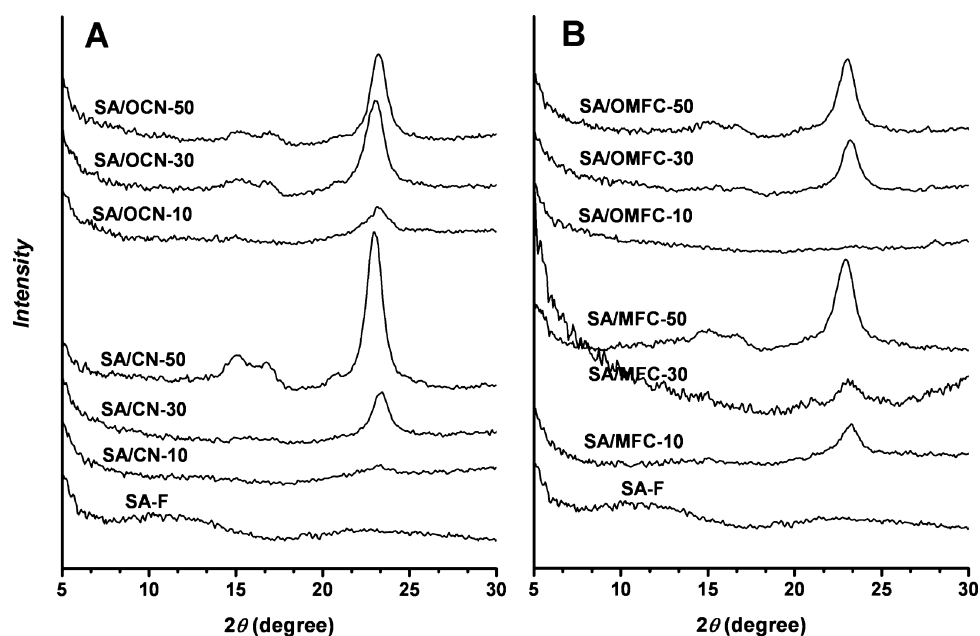 A
SA/OCN-50
SA/OCN-30
SA/OCN-10
SA/CN-50
SA/CN-30
SA/CN-10
SA-F
Intensity
5 10 15 20 25 30
2θ (degree)
B
SA/OMFC-50
SA/OMFC-30
SA/OMFC-10
SA/MFC-50
SA/MFC-30
SA/MFC-10
SA-F
5 10 15 20 25 30
2θ (degree)